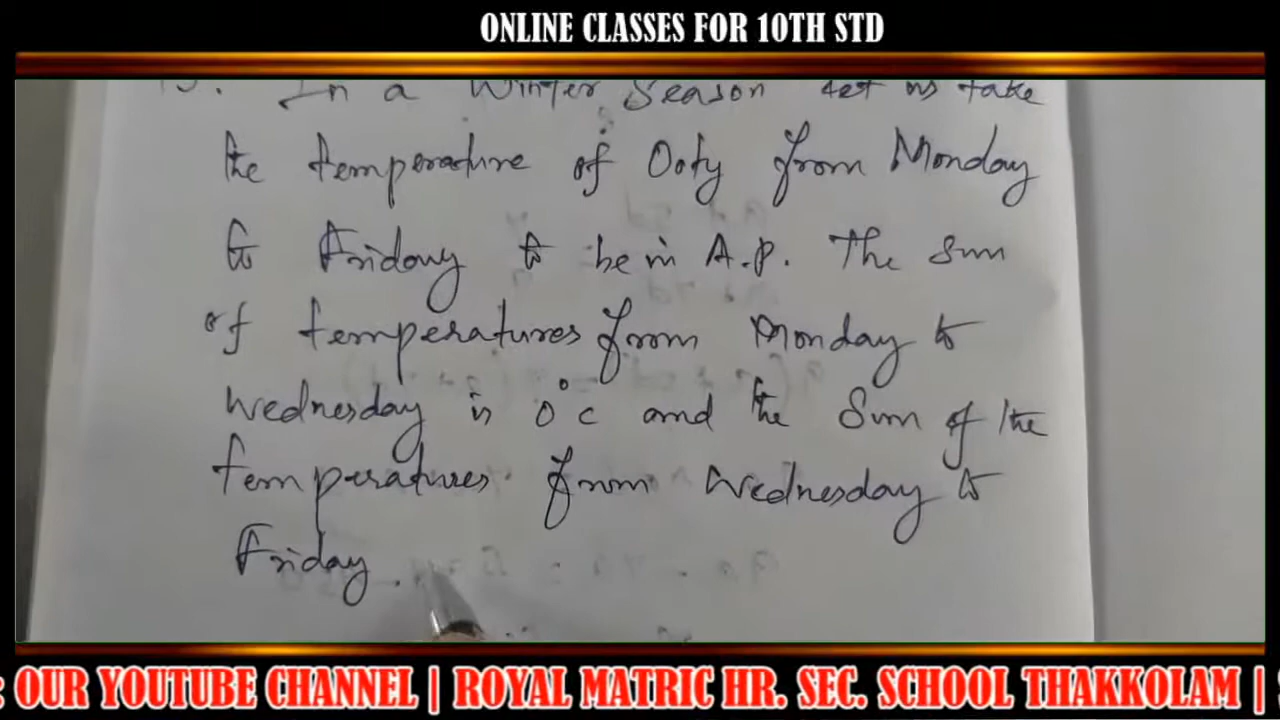 ONLINE CLASSES FOR 10TH STD
In a Winter Season let us take
the temperature of Ooty from Monday
to Friday to be in A.P. The Sum
of temperatures from Monday to
Wednesday is 0°c and the Sum of the
temperatures from Wednesday to
Friday.
: OUR YOUTUBE CHANNEL | ROYAL MATRIC HR. SEC. SCHOOL THAKKOLAM |